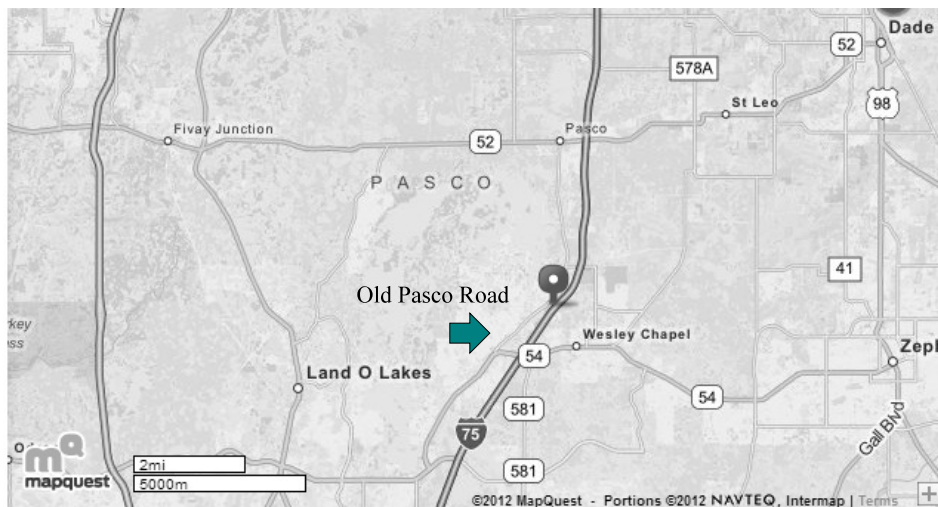 Dade
52
578A
St Leo
98
Fivay Junction
52
Pasco
PASCO
41
Old Pasco Road
Wesley Chapel
54
Zepl
Land O Lakes
54
581
Gall Blvd
75
581
2mi
5000m
mapquest
©2012 MapQuest - Portions ©2012 NAVTEQ, Intermap | Terms